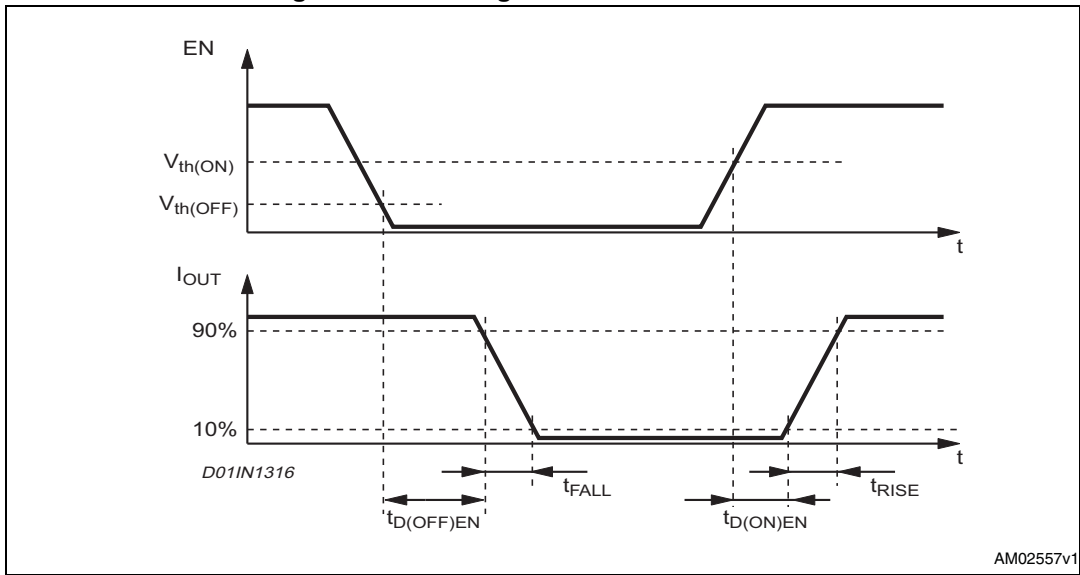 EN
Vth(ON)
Vth(OFF)
t
IOUT
90%
10%
t
D01IN1316
tFALL
tRISE
tD(OFF)EN
tD(ON)EN
AM02557v1